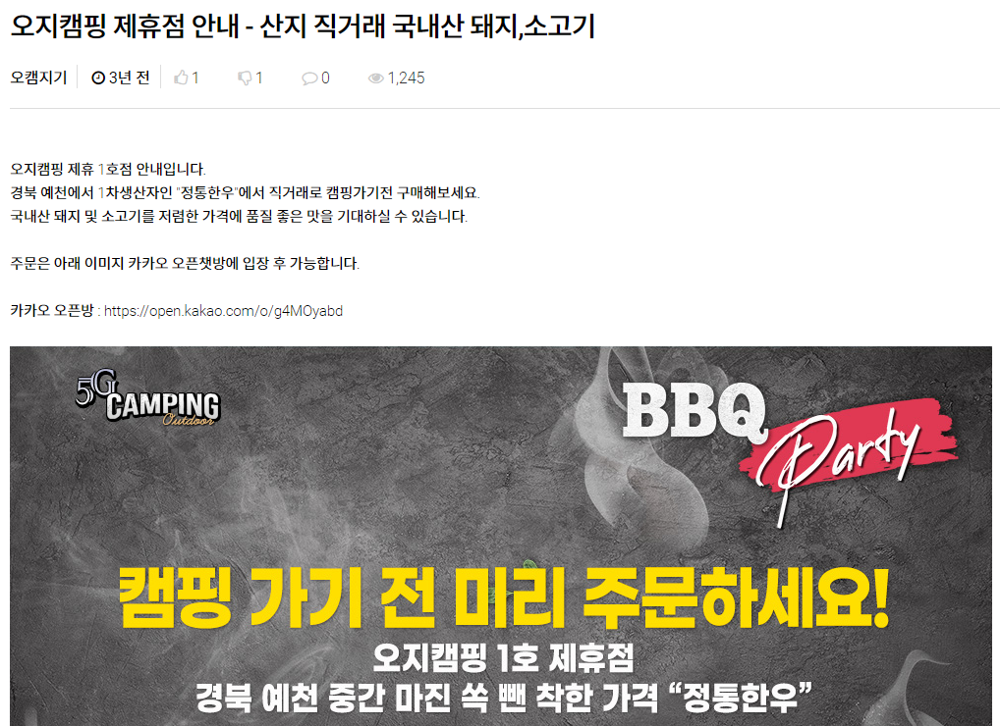 오지캠핑 제휴점 안내 - 산지 직거래 국내산 돼지,소고기
오캠지기 3년 전 1 1 0 1,245
오지캠핑 제휴 1호점 안내입니다.
경북 예천에서 1차생산자인 "정통한우"에서 직거래로 캠핑가기전 구매해보세요.
국내산 돼지 및 소고기를 저렴한 가격에 품질 좋은 맛을 기대하실 수 있습니다.
주문은 아래 이미지 카카오 오픈챗방에 입장 후 가능합니다.
카카오 오픈방 : https://open.kakao.com/o/g4MOyabd
5G CAMPING
Outdoor
BBQ
Party
캠핑 가기 전 미리 주문하세요!
오지캠핑 1호 제휴점
경북 예천 중간 마진 쏙 뺀 착한 가격 “정통한우”